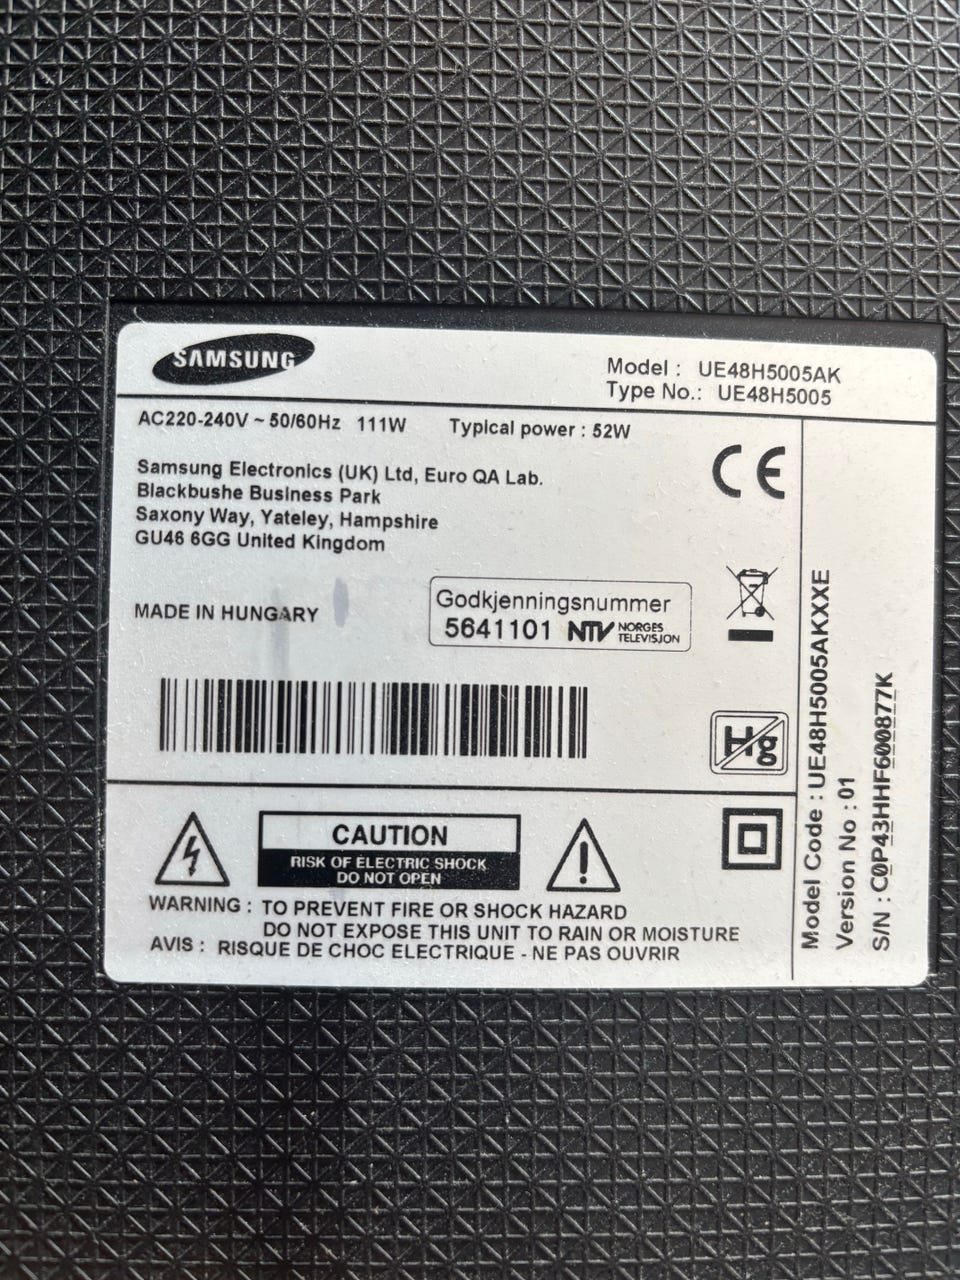 SAMSUNG
Model : UE48H5005AK
Type No.: UE48H5005
AC220-240V ~ 50/60Hz 111W Typical power : 52W
Samsung Electronics (UK) Ltd, Euro QA Lab.
Blackbushe Business Park
Saxony Way, Yateley, Hampshire
GU46 6GG United Kingdom
CE
MADE IN HUNGARY
Godkjenningsnummer
5641101 NTV NORGES TELEVISJON
Hg
CAUTION
RISK OF ELECTRIC SHOCK
DO NOT OPEN
WARNING : TO PREVENT FIRE OR SHOCK HAZARD
DO NOT EXPOSE THIS UNIT TO RAIN OR MOISTURE
AVIS : RISQUE DE CHOC ELECTRIQUE - NE PAS OUVRIR
Model Code : UE48H5005AKXXE
Version No : 01
S/N : C0P43HHF600877K